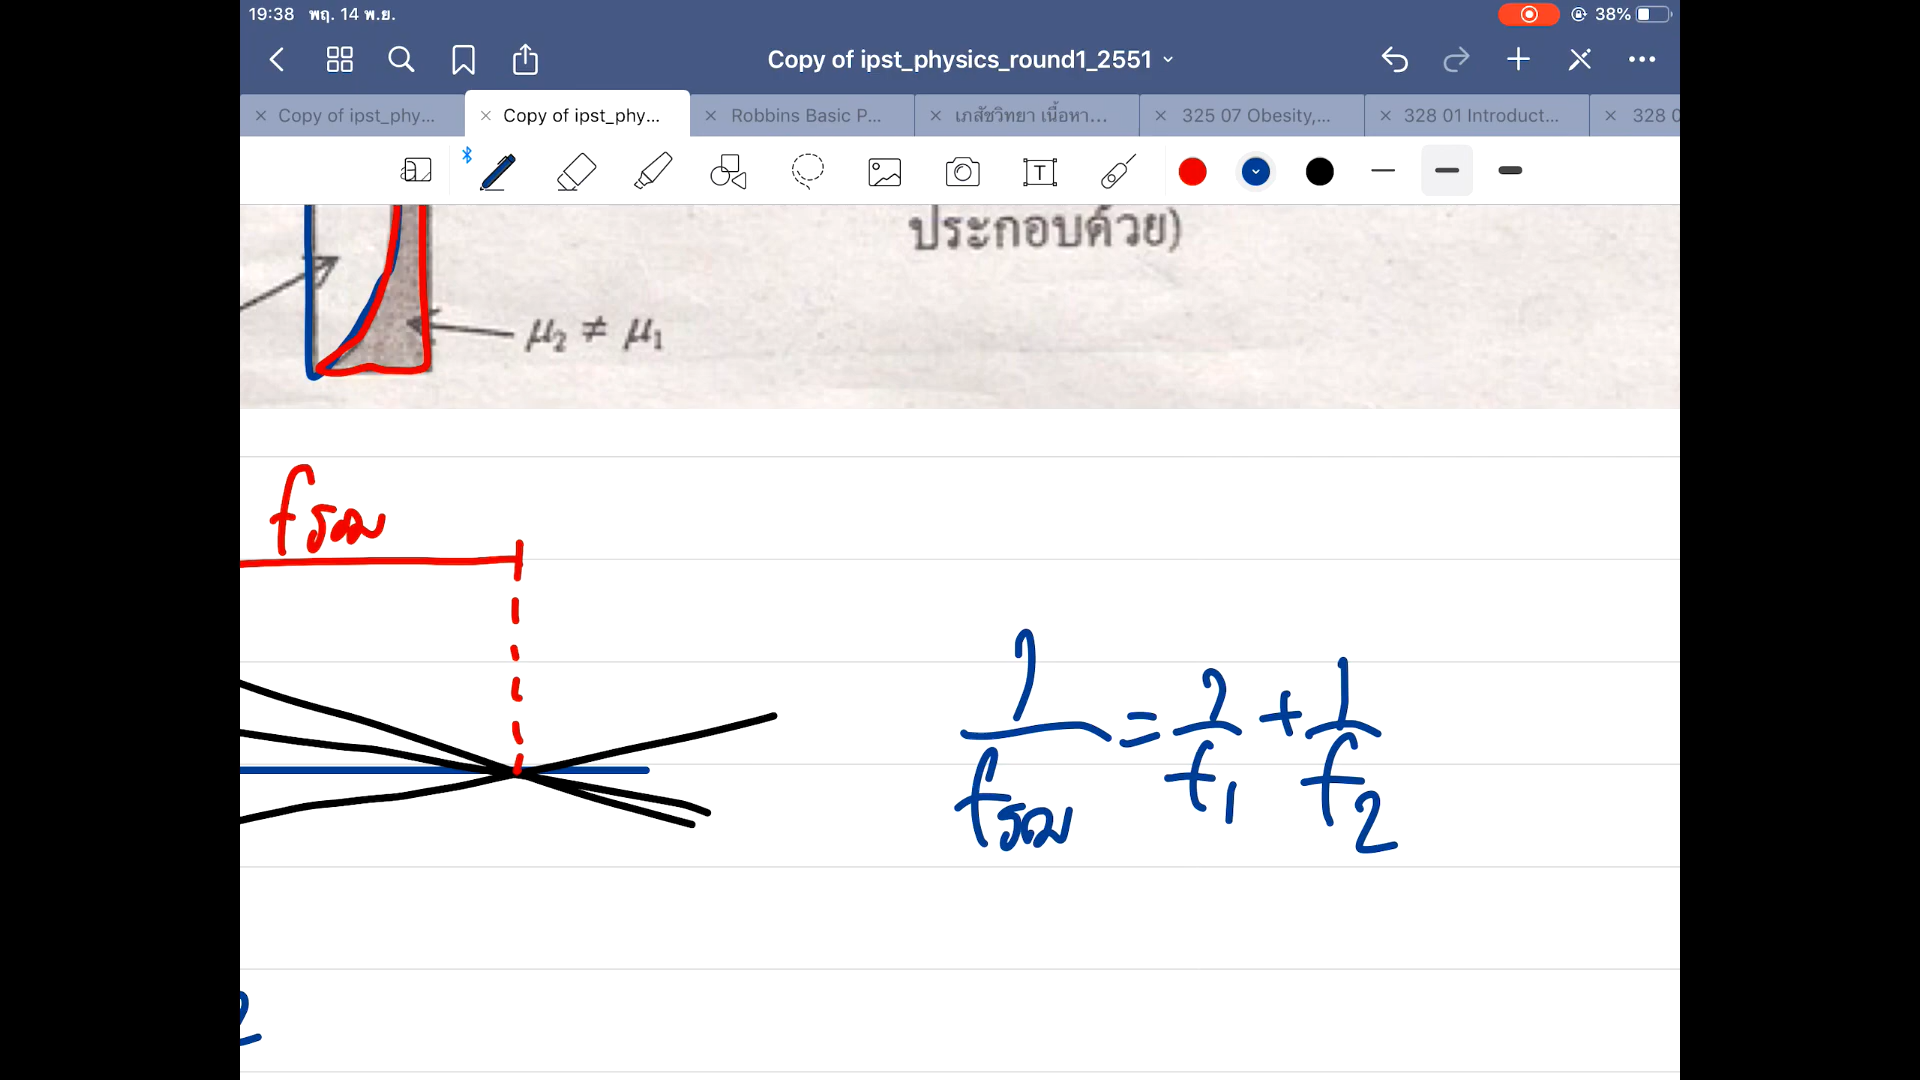 19:38 พฤ. 14 พ.ย.
38%
Copy of ipst_physics_round1_2551
Copy of ipst_phy...
Copy of ipst_phy...
Robbins Basic P...
เภสัชวิทยา เนื้อหา...
325 07 Obesity,...
328 01 Introduct...
328 0
T
ประกอบด้วย)
μ₂ ≠ μ₁
fรวม
1/fรวม = 1/f₁ + 1/f₂
2